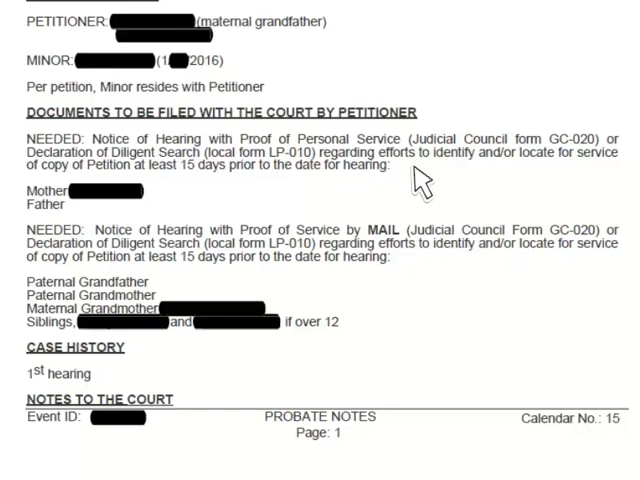 PETITIONER: (maternal grandfather)
MINOR: (1/ /2016)
Per petition, Minor resides with Petitioner
DOCUMENTS TO BE FILED WITH THE COURT BY PETITIONER
NEEDED: Notice of Hearing with Proof of Personal Service (Judicial Council form GC-020) or
Declaration of Diligent Search (local form LP-010) regarding efforts to identify and/or locate for service
of copy of Petition at least 15 days prior to the date for hearing:
Mother
Father
NEEDED: Notice of Hearing with Proof of Service by MAIL (Judicial Council Form GC-020) or
Declaration of Diligent Search (local form LP-010) regarding efforts to identify and/or locate for service
of copy of Petition at least 15 days prior to the date for hearing:
Paternal Grandfather
Paternal Grandmother
Maternal Grandmother
Siblings, and if over 12
CASE HISTORY
1st hearing
NOTES TO THE COURT
Event ID: PROBATE NOTES Calendar No.: 15
Page: 1